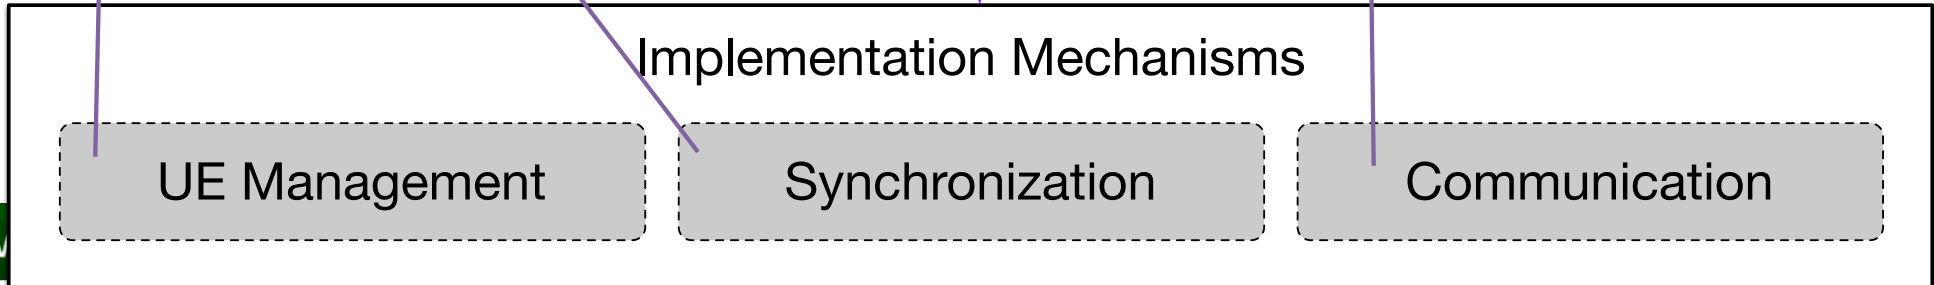 Implementation Mechanisms
UE Management
Synchronization
Communication